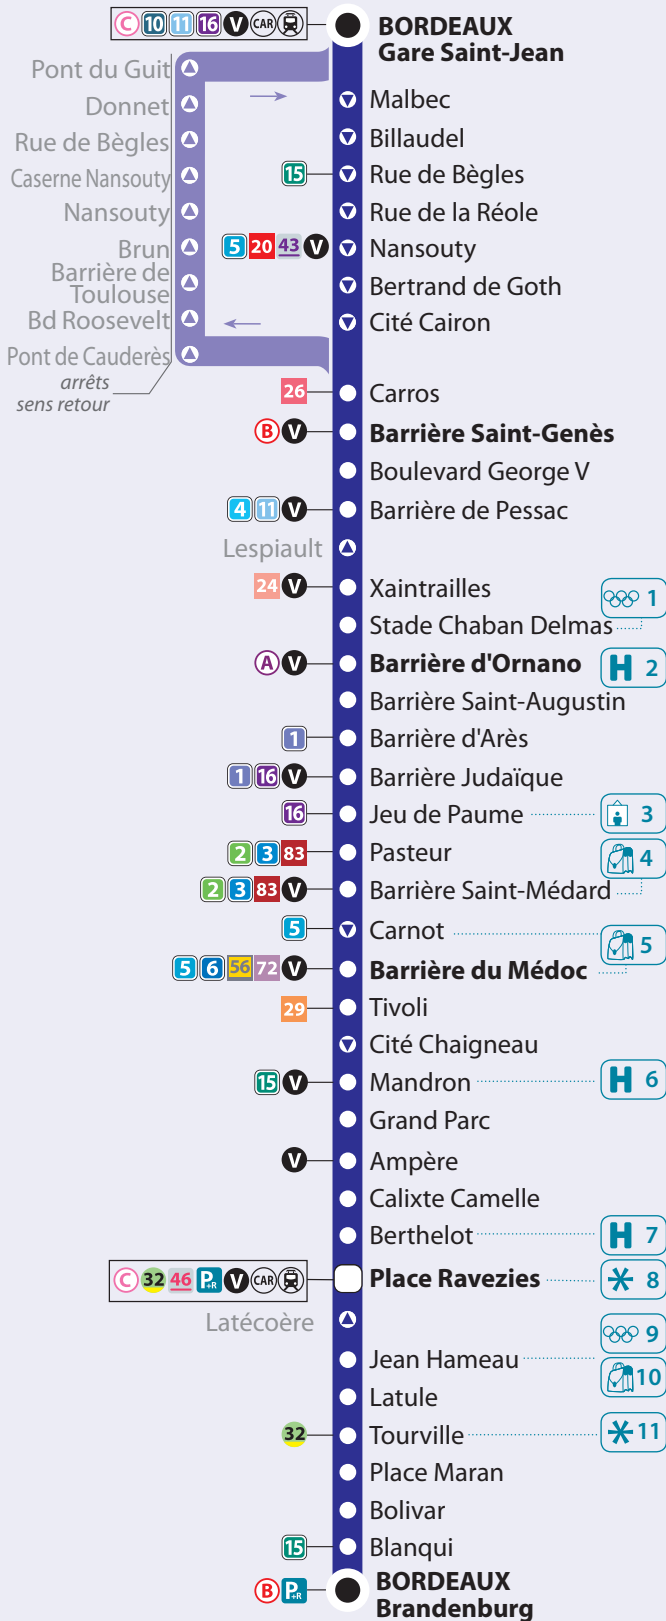 C 10 11 16 V CAR
BORDEAUX
Gare Saint-Jean
Pont du Guit
Donnet
Rue de Bègles
Caserne Nansouty
Nansouty
Brun
Barrière de
Toulouse
Bd Roosevelt
Pont de Cauderès
arrêts
sens retour
Malbec
Billaudel
15 Rue de Bègles
Rue de la Réole
5 20 43 V Nansouty
Bertrand de Goth
Cité Cairon
26 Carros
B V Barrière Saint-Genès
Boulevard George V
4 11 V Barrière de Pessac
Lespiault
24 V Xaintrailles
Stade Chaban Delmas 1
A V Barrière d'Ornano H 2
Barrière Saint-Augustin
1 Barrière d'Arès
1 16 V Barrière Judaïque
16 Jeu de Paume 3
2 3 83 Pasteur
2 3 83 V Barrière Saint-Médard 4
5 Carnot 5
5 6 56 72 V Barrière du Médoc
29 Tivoli
Cité Chaigneau
15 V Mandron H 6
Grand Parc
V Ampère
Calixte Camelle
Berthelot H 7
C 32 46 P+R V CAR Place Ravezies 8
Latécoère
9
Jean Hameau
10
Latule
32 Tourville 11
Place Maran
Bolivar
15 Blanqui
B P+R BORDEAUX
Brandenburg